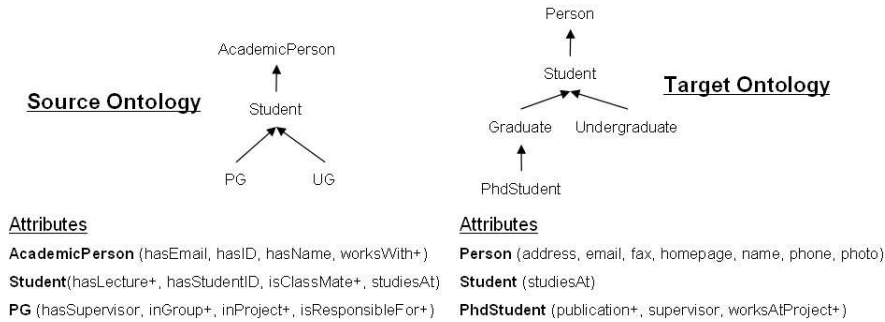 Source Ontology
AcademicPerson
Student
PG UG
Attributes
AcademicPerson (hasEmail, hasID, hasName, worksWith+)
Student(hasLecture+, hasStudentID, isClassMate+, studiesAt)
PG (hasSupervisor, inGroup+, inProject+, isResponsibleFor+)
Target Ontology
Person
Student
Graduate Undergraduate
PhdStudent
Attributes
Person (address, email, fax, homepage, name, phone, photo)
Student (studiesAt)
PhdStudent (publication+, supervisor, worksAtProject+)